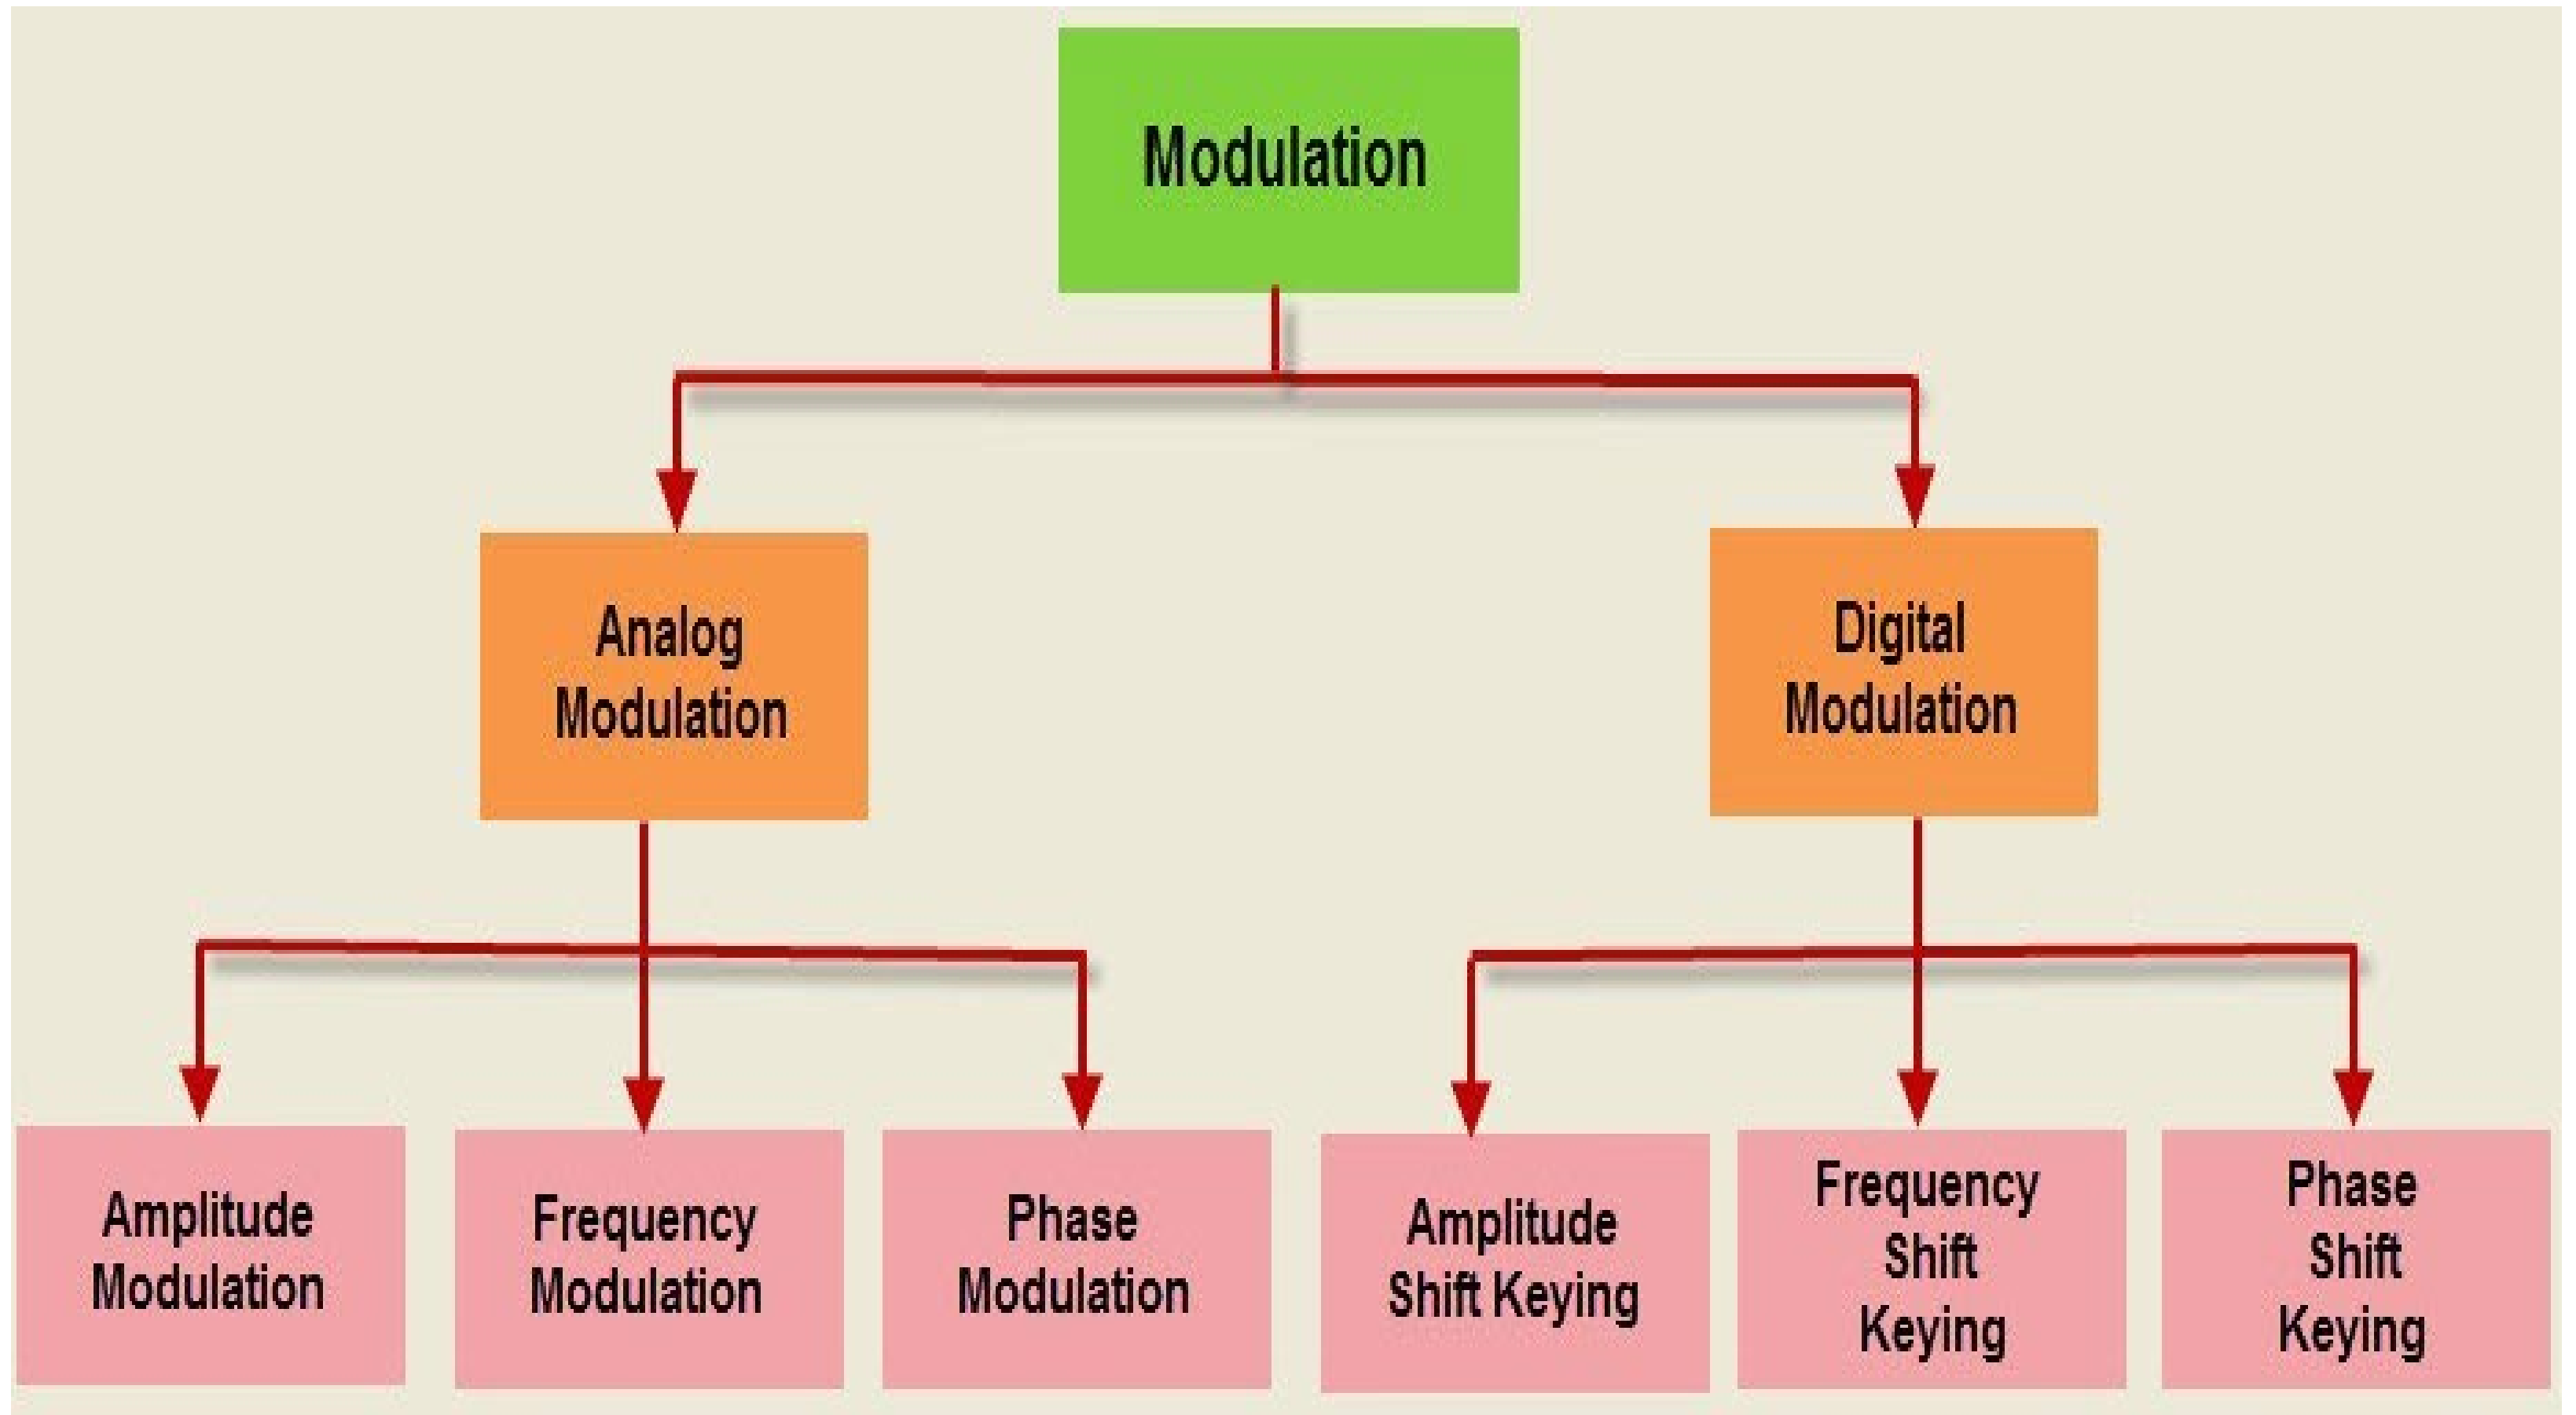 Modulation
Analog
Modulation
Digital
Modulation
Amplitude
Modulation
Frequency
Modulation
Phase
Modulation
Amplitude
Shift Keying
Frequency
Shift
Keying
Phase
Shift
Keying